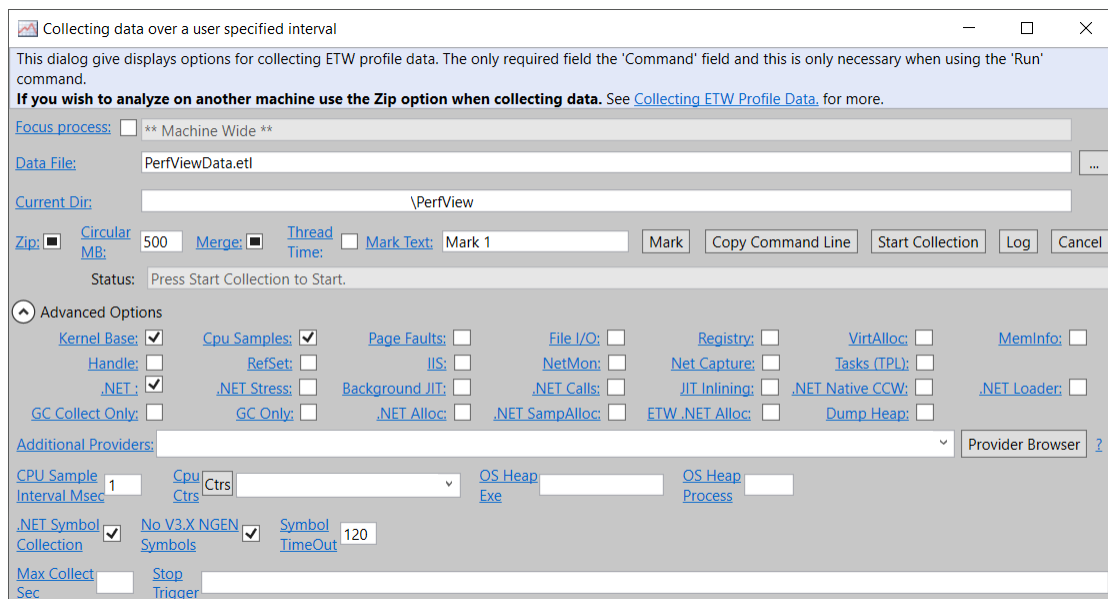 Collecting data over a user specified interval
This dialog give displays options for collecting ETW profile data. The only required field the 'Command' field and this is only necessary when using the 'Run'
command.
If you wish to analyze on another machine use the Zip option when collecting data. See Collecting ETW Profile Data. for more.
Focus process: ** Machine Wide **
Data File: PerfViewData.etl ...
Current Dir: \PerfView
Zip: Circular MB: 500 Merge: Thread Time: Mark Text: Mark 1 Mark Copy Command Line Start Collection Log Cancel
Status: Press Start Collection to Start.
Advanced Options
Kernel Base: Cpu Samples: Page Faults: File I/O: Registry: VirtAlloc: MemInfo:
Handle: RefSet: IIS: NetMon: Net Capture: Tasks (TPL):
.NET : .NET Stress: Background JIT: .NET Calls: JIT Inlining: .NET Native CCW: .NET Loader:
GC Collect Only: GC Only: .NET Alloc: .NET SampAlloc: ETW .NET Alloc: Dump Heap:
Additional Providers: Provider Browser ?
CPU Sample Interval Msec 1 Cpu Ctrs Ctrs OS Heap Exe OS Heap Process
.NET Symbol Collection No V3.X NGEN Symbols Symbol TimeOut 120
Max Collect Sec Stop Trigger